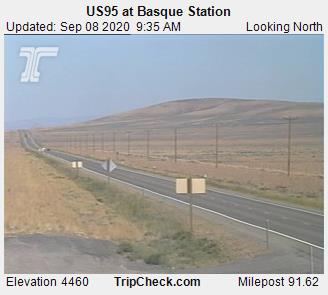 US95 at Basque Station
Updated: Sep 08 2020 9:35 AM Looking North
Elevation 4460 TripCheck.com Milepost 91.62